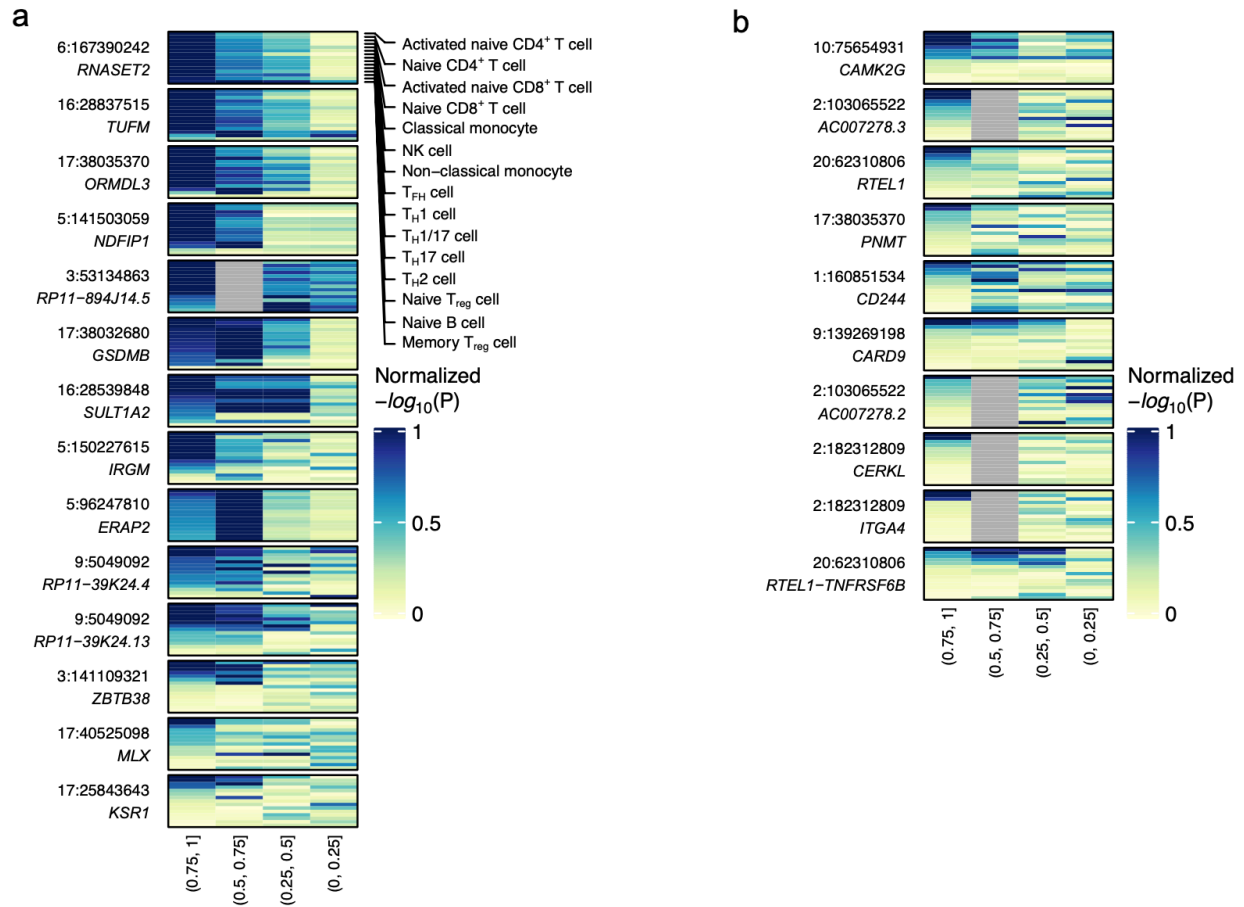 a
6:167390242
RNASET2
16:28837515
TUFM
17:38035370
ORMDL3
5:141503059
NDFIP1
3:53134863
RP11−894J14.5
17:38032680
GSDMB
16:28539848
SULT1A2
5:150227615
IRGM
5:96247810
ERAP2
9:5049092
RP11−39K24.4
9:5049092
RP11−39K24.13
3:141109321
ZBTB38
17:40525098
MLX
17:25843643
KSR1
(0.75, 1]
(0.5, 0.75]
(0.25, 0.5]
(0, 0.25]
Activated naive CD4+ T cell
Naive CD4+ T cell
Activated naive CD8+ T cell
Naive CD8+ T cell
Classical monocyte
NK cell
Non−classical monocyte
TFH cell
TH1 cell
TH1/17 cell
TH17 cell
TH2 cell
Naive Treg cell
Naive B cell
Memory Treg cell
Normalized
−log10(P)
1
0.5
0
b
10:75654931
CAMK2G
2:103065522
AC007278.3
20:62310806
RTEL1
17:38035370
PNMT
1:160851534
CD244
9:139269198
CARD9
2:103065522
AC007278.2
2:182312809
CERKL
2:182312809
ITGA4
20:62310806
RTEL1−TNFRSF6B
(0.75, 1]
(0.5, 0.75]
(0.25, 0.5]
(0, 0.25]
Normalized
−log10(P)
1
0.5
0